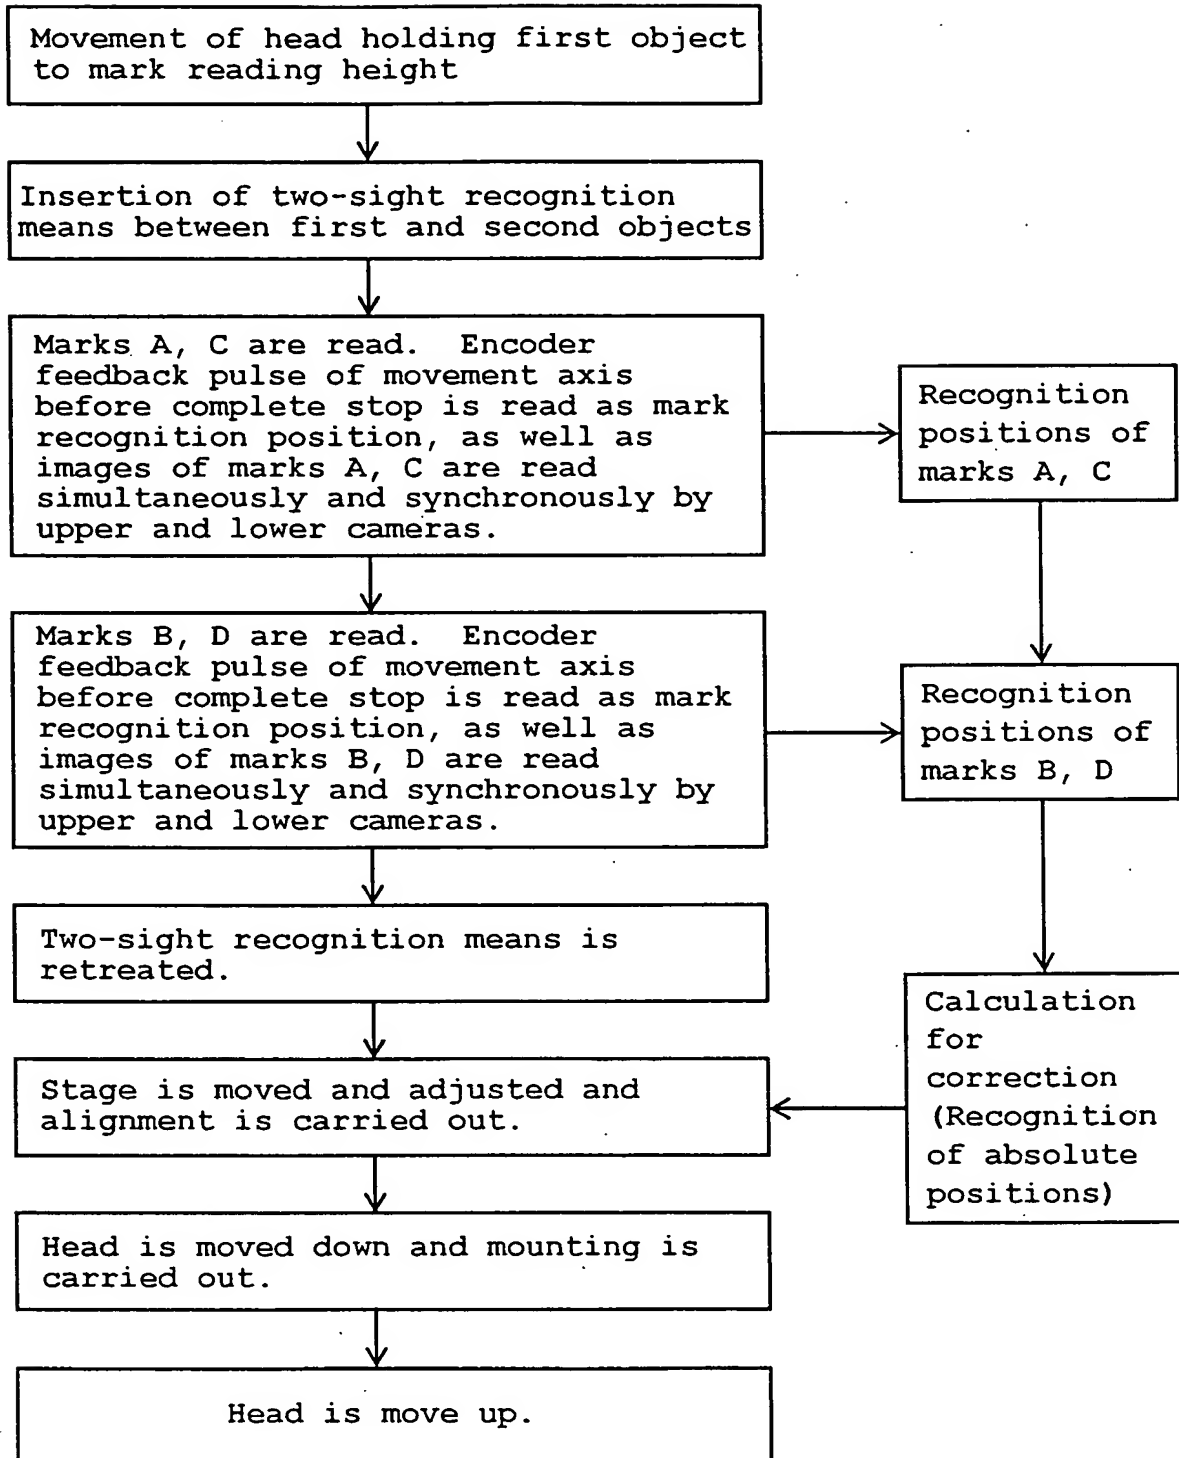 Movement of head holding first object
to mark reading height
Insertion of two-sight recognition
means between first and second objects
Marks A, C are read. Encoder
feedback pulse of movement axis
before complete stop is read as mark
recognition position, as well as
images of marks A, C are read
simultaneously and synchronously by
upper and lower cameras.
Recognition
positions of
marks A, C
Marks B, D are read. Encoder
feedback pulse of movement axis
before complete stop is read as mark
recognition position, as well as
images of marks B, D are read
simultaneously and synchronously by
upper and lower cameras.
Recognition
positions of
marks B, D
Two-sight recognition means is
retreated.
Calculation
for
correction
(Recognition
of absolute
positions)
Stage is moved and adjusted and
alignment is carried out.
Head is moved down and mounting is
carried out.
Head is move up.